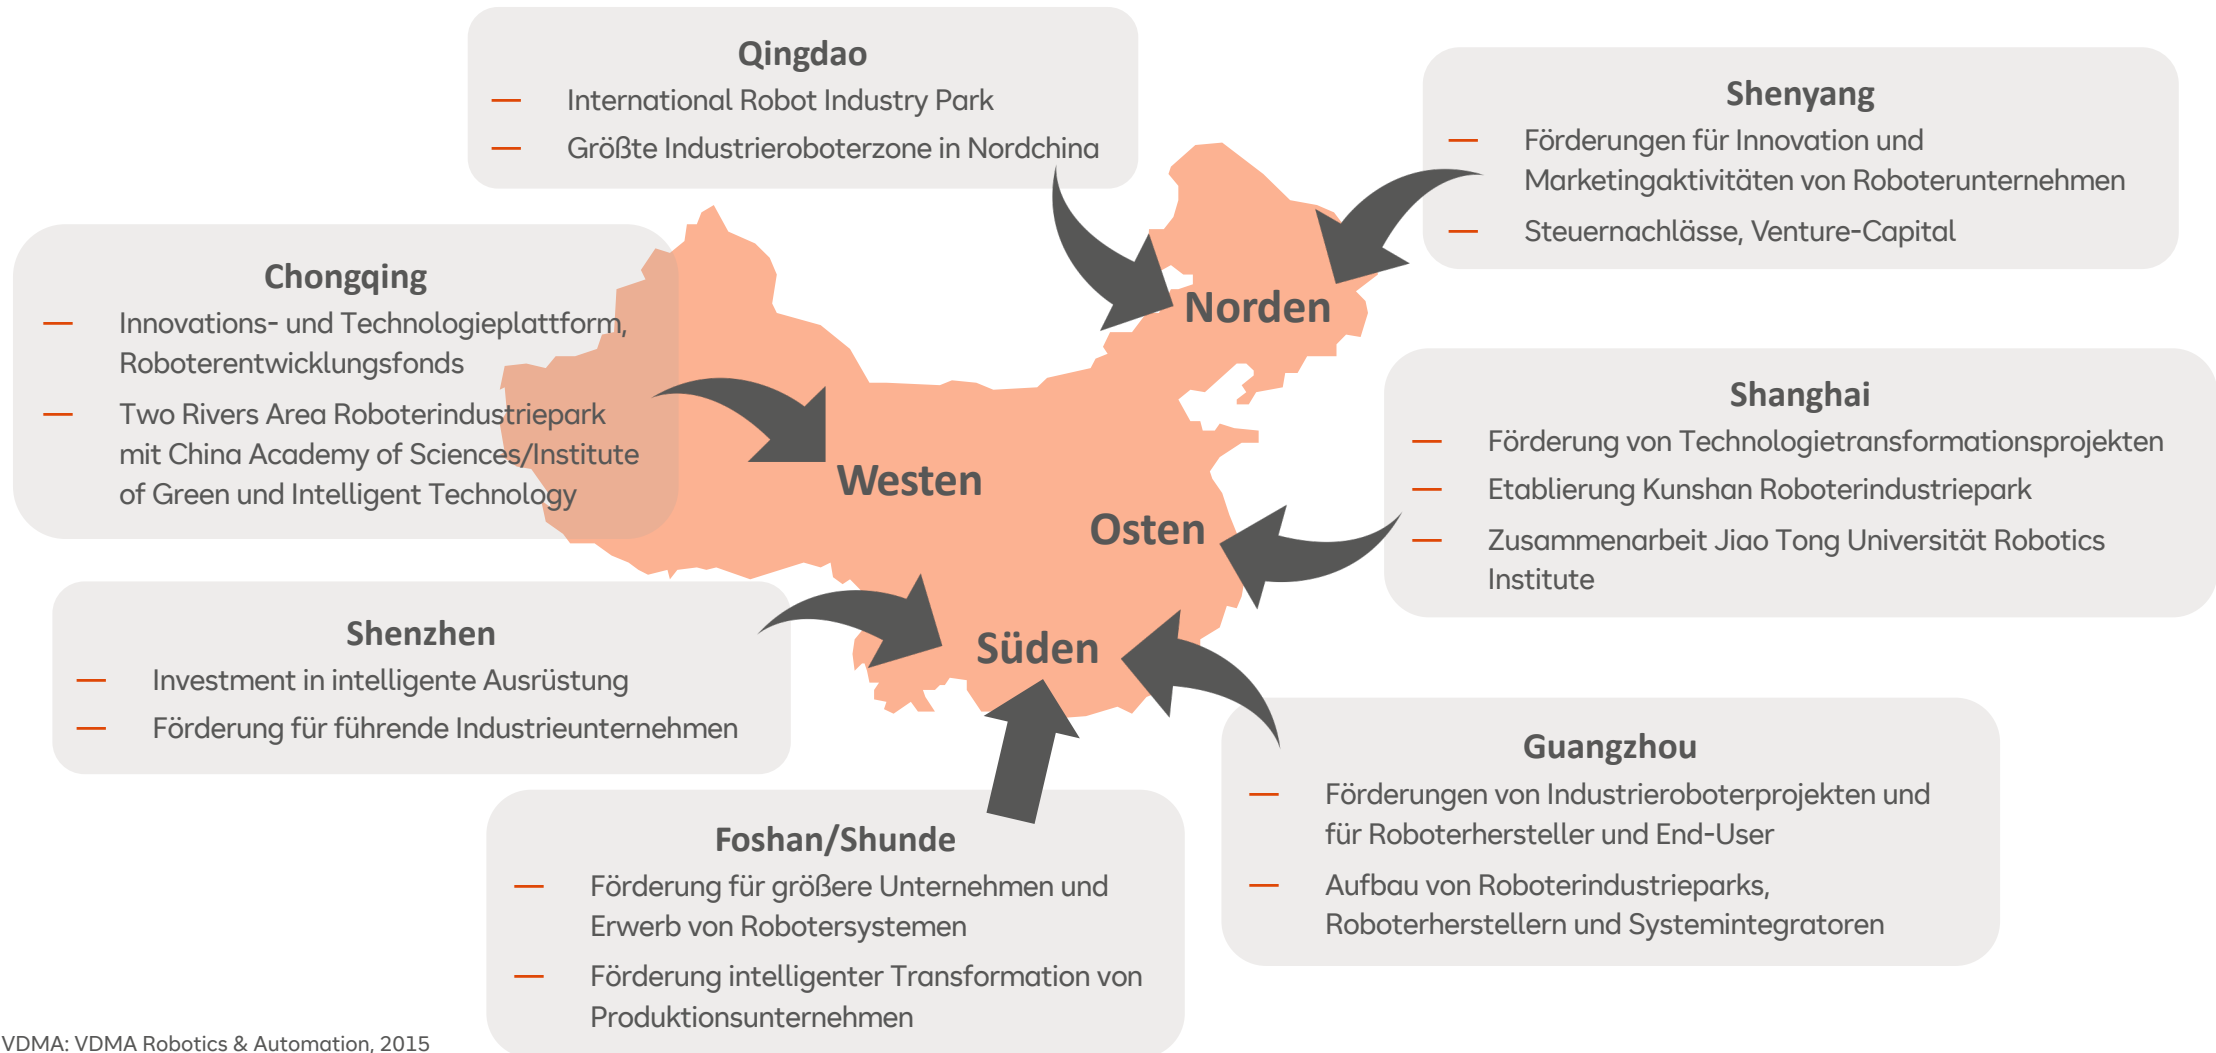 Qingdao
— International Robot Industry Park
— Größte Industrieroboterzone in Nordchina
Shenyang
— Förderungen für Innovation und
Marketingaktivitäten von Roboterunternehmen
— Steuernachlässe, Venture-Capital
Chongqing
— Innovations- und Technologieplattform,
Roboterentwicklungsfonds
— Two Rivers Area Roboterindustriepark
mit China Academy of Sciences/Institute
of Green und Intelligent Technology
Norden
Westen
Osten
Süden
Shanghai
— Förderung von Technologietransformationsprojekten
— Etablierung Kunshan Roboterindustriepark
— Zusammenarbeit Jiao Tong Universität Robotics
Institute
Shenzhen
— Investment in intelligente Ausrüstung
— Förderung für führende Industrieunternehmen
Guangzhou
— Förderungen von Industrieroboterprojekten und
für Roboterhersteller und End-User
— Aufbau von Roboterindustrieparks,
Roboterherstellern und Systemintegratoren
Foshan/Shunde
— Förderung für größere Unternehmen und
Erwerb von Robotersystemen
— Förderung intelligenter Transformation von
Produktionsunternehmen
VDMA: VDMA Robotics & Automation, 2015